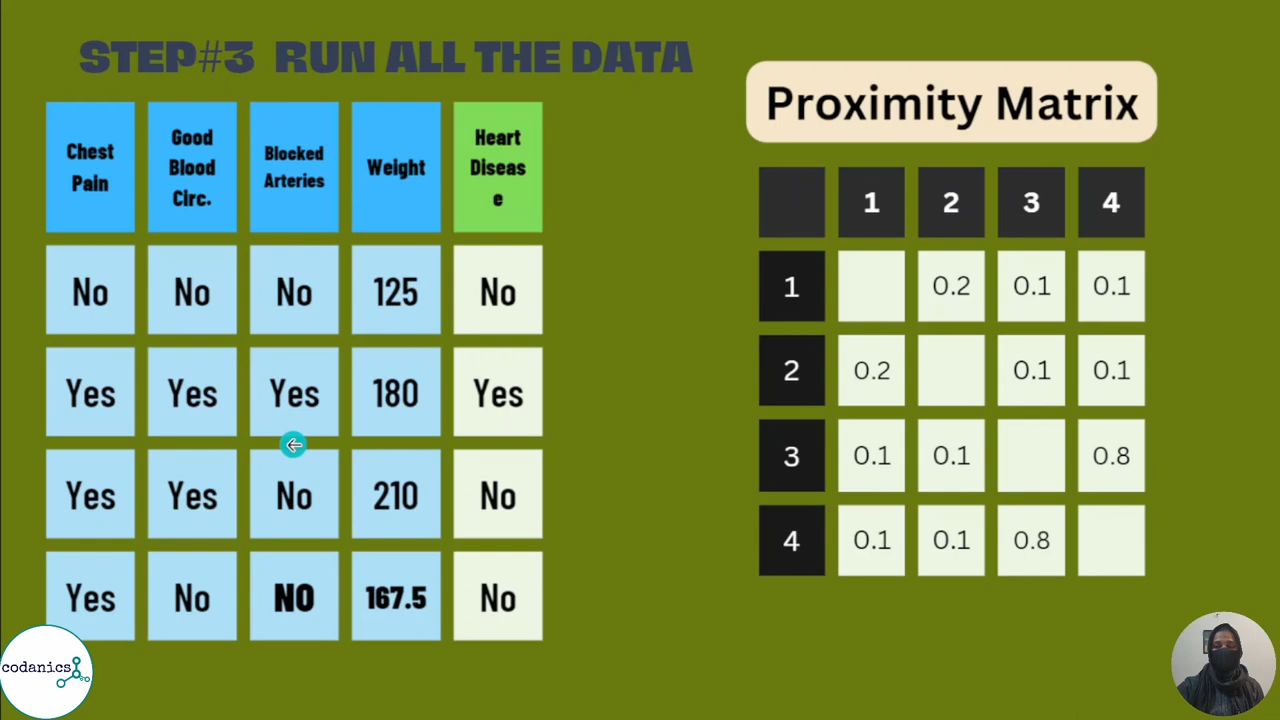 STEP#3 RUN ALL THE DATA
Proximity Matrix
Chest
Pain
Good
Blood
Circ.
Blocked
Arteries
Weight
Heart
Diseas
e
No No No 125 No
Yes Yes Yes 180 Yes
Yes Yes No 210 No
Yes No NO 167.5 No
1 2 3 4
1 0.2 0.1 0.1
2 0.2 0.1 0.1
3 0.1 0.1 0.8
4 0.1 0.1 0.8
codanics